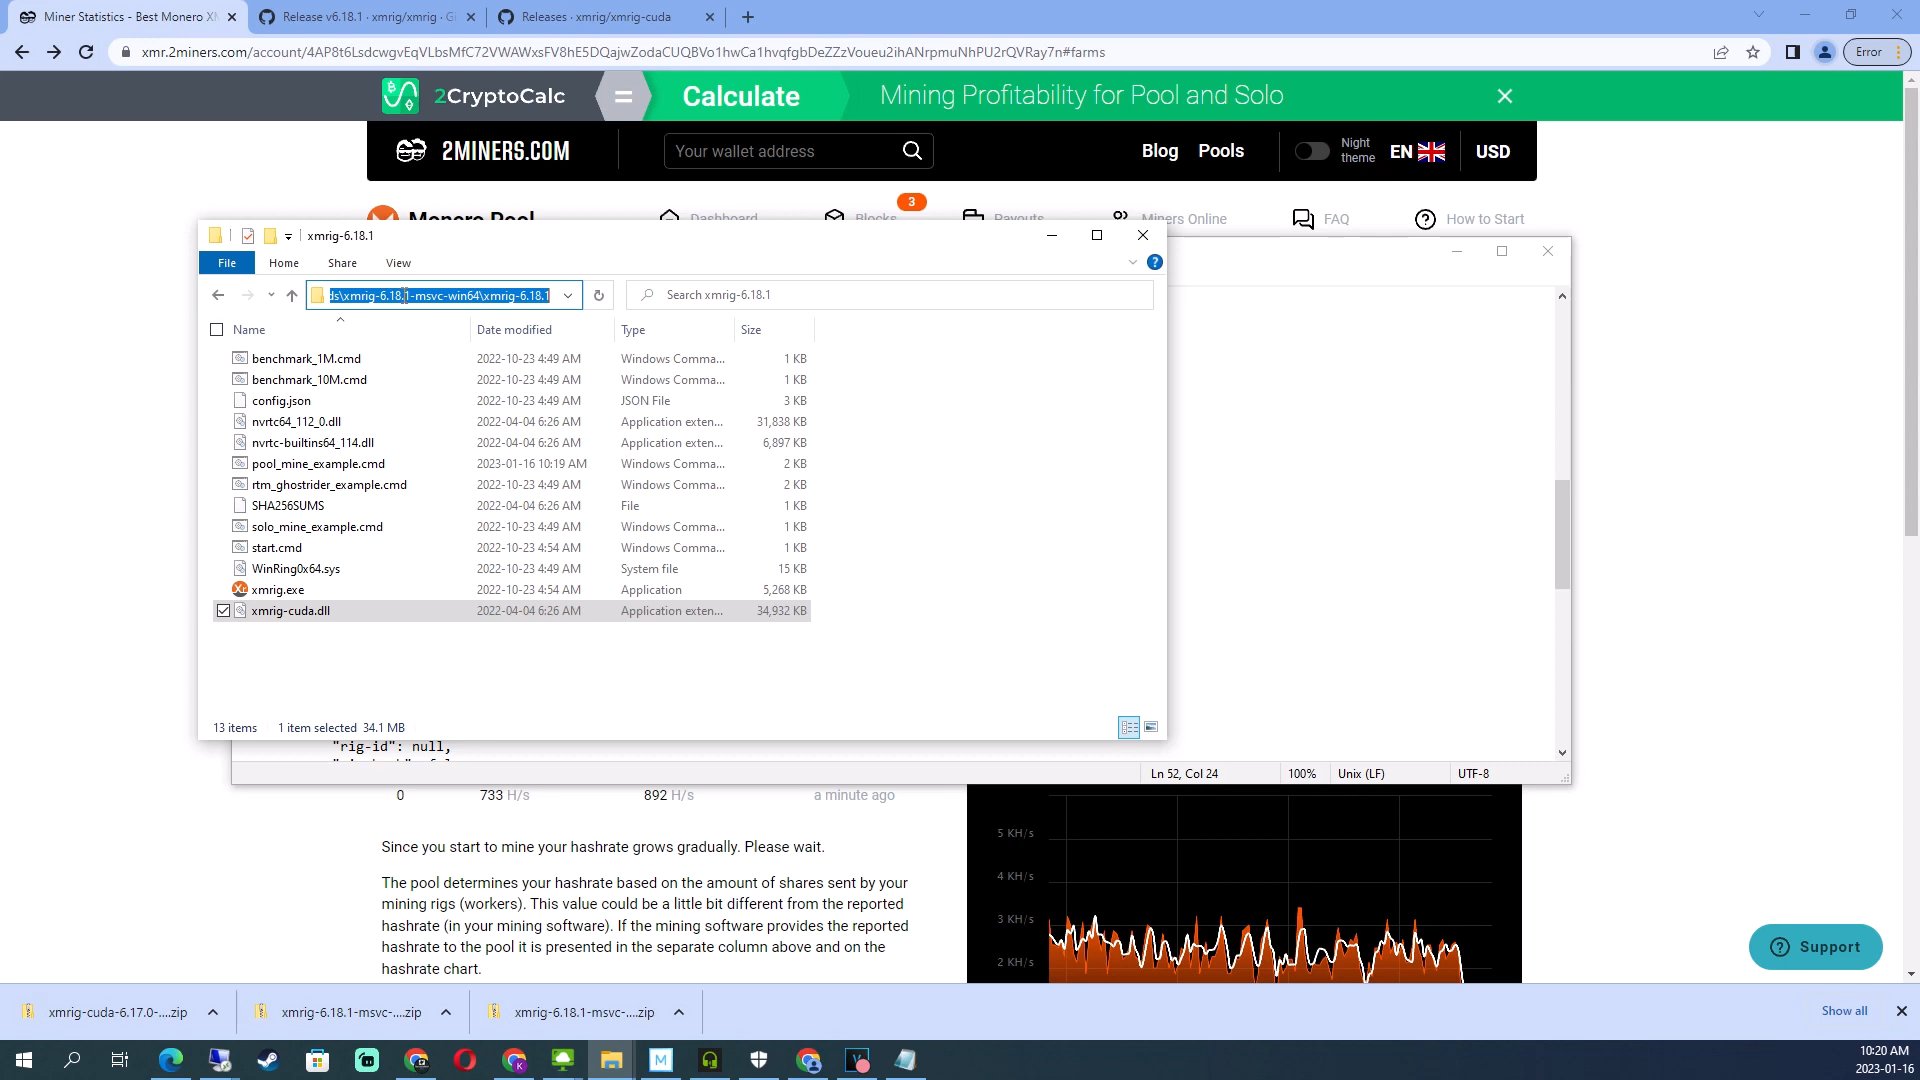 Miner Statistics - Best Monero XM
Release v6.18.1 · xmrig/xmrig · Gi
Releases · xmrig/xmrig-cuda
xmr.2miners.com/account/4AP8t6LsdcwgvEqVLbsMfC72VWAWxsFV8hE5DQajwZodaCUQBVo1hwCa1hvqfgbDeZZzVoueu2ihANrpmuNhPU2rQVRay7n#farms
Error
2CryptoCalc
=
Calculate
Mining Profitability for Pool and Solo
2MINERS.COM
Your wallet address
Blog
Pools
Night
theme
EN
USD
Monero Pool
Dashboard
Blocks
3
Payouts
Miners Online
FAQ
How to Start
xmrig-6.18.1
File
Home
Share
View
ds\xmrig-6.18.1-msvc-win64\xmrig-6.18.1
Search xmrig-6.18.1
Name Date modified Type Size
benchmark_1M.cmd 2022-10-23 4:49 AM Windows Comma... 1 KB
benchmark_10M.cmd 2022-10-23 4:49 AM Windows Comma... 1 KB
config.json 2022-10-23 4:49 AM JSON File 3 KB
nvrtc64_112_0.dll 2022-04-04 6:26 AM Application exten... 31,838 KB
nvrtc-builtins64_114.dll 2022-04-04 6:26 AM Application exten... 6,897 KB
pool_mine_example.cmd 2023-01-16 10:19 AM Windows Comma... 2 KB
rtm_ghostrider_example.cmd 2022-10-23 4:49 AM Windows Comma... 2 KB
SHA256SUMS 2022-04-04 6:26 AM File 1 KB
solo_mine_example.cmd 2022-10-23 4:49 AM Windows Comma... 1 KB
start.cmd 2022-10-23 4:54 AM Windows Comma... 1 KB
WinRing0x64.sys 2022-10-23 4:49 AM System file 15 KB
xmrig.exe 2022-10-23 4:54 AM Application 5,268 KB
xmrig-cuda.dll 2022-04-04 6:26 AM Application exten... 34,932 KB
13 items 1 item selected 34.1 MB
"rig-id": null,
Ln 52, Col 24 100% Unix (LF) UTF-8
0 733 H/s 892 H/s a minute ago
Since you start to mine your hashrate grows gradually. Please wait.
The pool determines your hashrate based on the amount of shares sent by your
mining rigs (workers). This value could be a little bit different from the reported
hashrate (in your mining software). If the mining software provides the reported
hashrate to the pool it is presented in the separate column above and on the
hashrate chart.
5 KH/s
4 KH/s
3 KH/s
2 KH/s
Support
xmrig-cuda-6.17.0-....zip
xmrig-6.18.1-msvc-....zip
xmrig-6.18.1-msvc-....zip
Show all
10:20 AM
2023-01-16